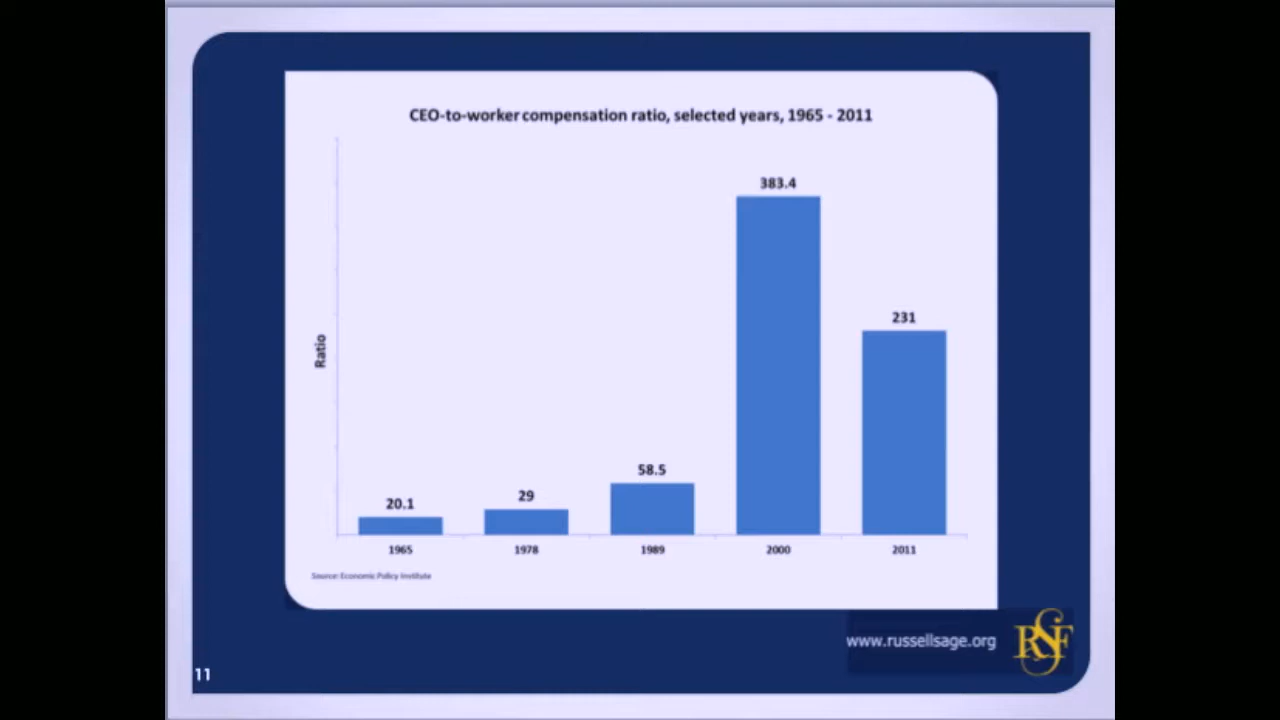 CEO-to-worker compensation ratio, selected years, 1965 - 2011
383.4
231
Ratio
58.5
29
20.1
1965 1978 1989 2000 2011
Source: Economic Policy Institute
www.russellsage.org RSF
11